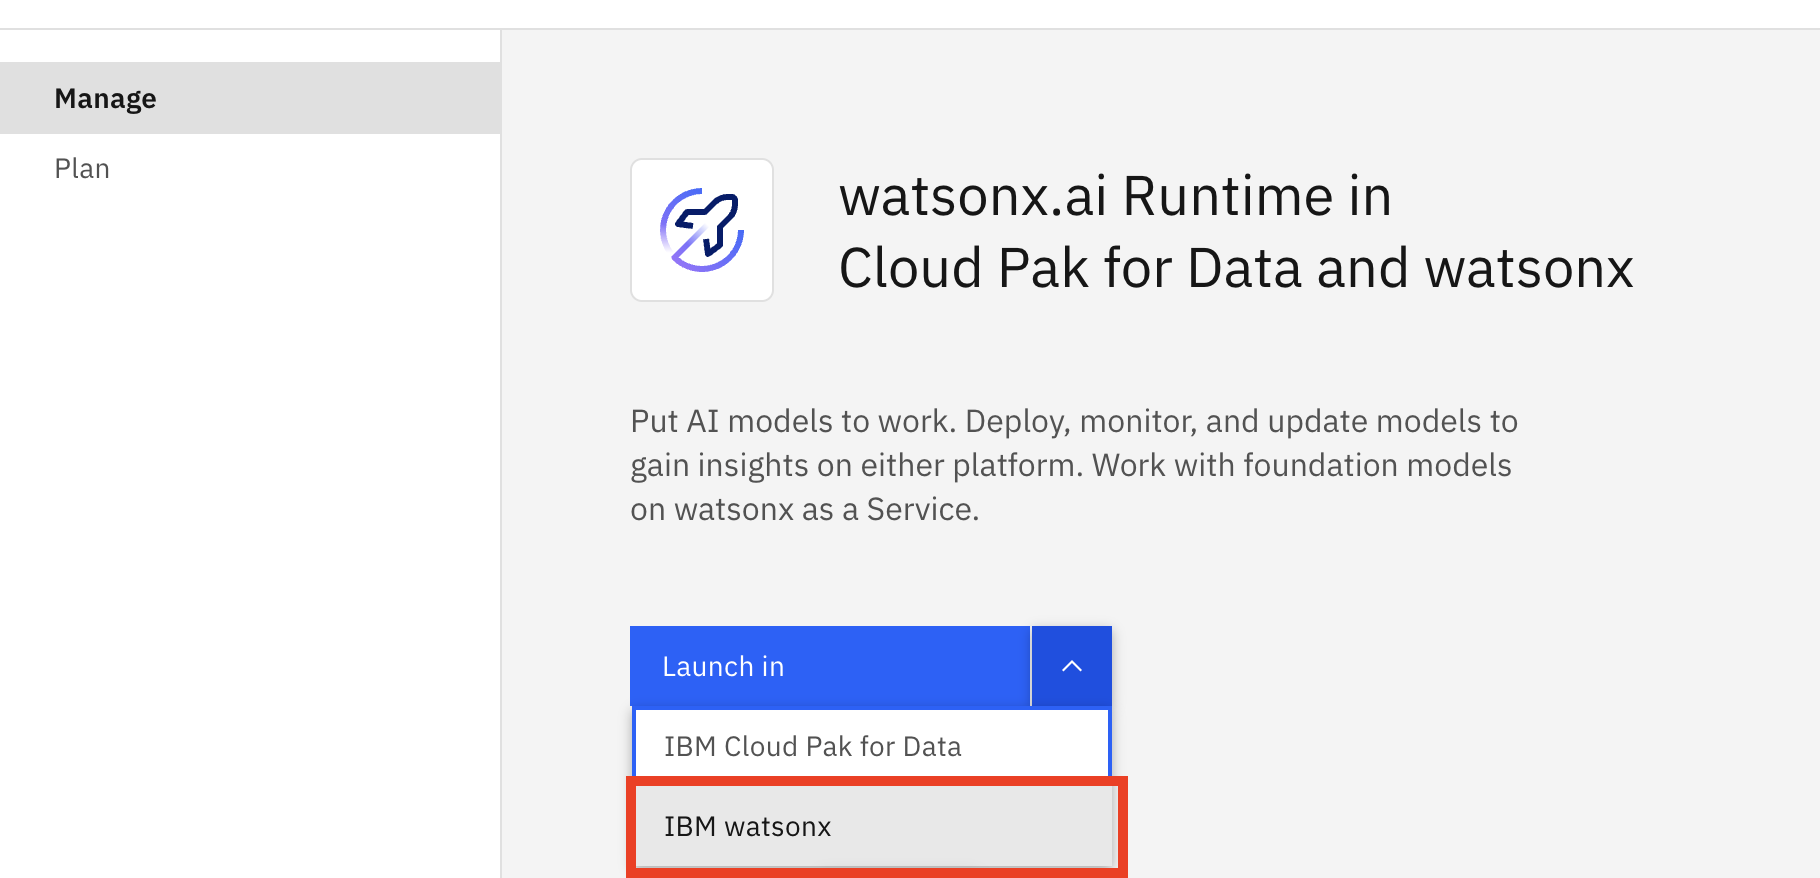 Manage
Plan
watsonx.ai Runtime in
Cloud Pak for Data and watsonx
Put AI models to work. Deploy, monitor, and update models to
gain insights on either platform. Work with foundation models
on watsonx as a Service.
Launch in
IBM Cloud Pak for Data
IBM watsonx